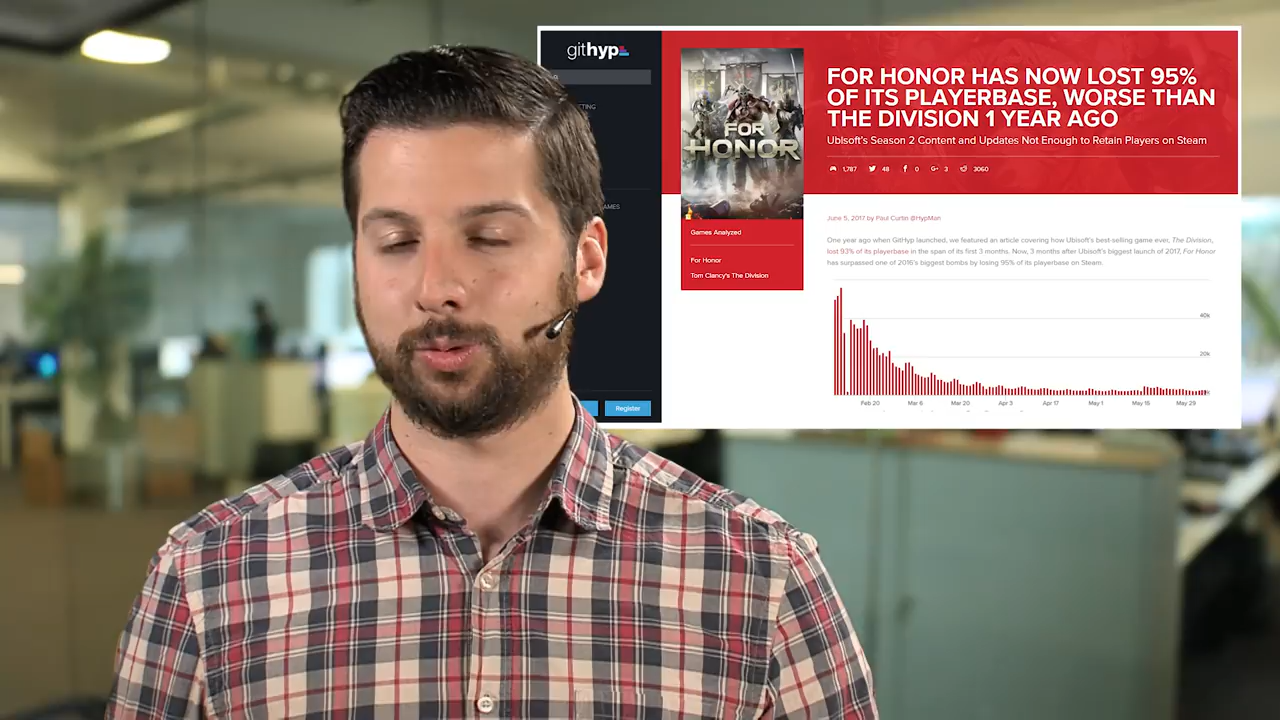 githyp
FOR HONOR HAS NOW LOST 95%
OF ITS PLAYERBASE, WORSE THAN
THE DIVISION 1 YEAR AGO
Ubisoft's Season 2 Content and Updates Not Enough to Retain Players on Steam
1,787 48 0 3 3060
FOR
HONOR
Games Analyzed
For Honor
Tom Clancy's The Division
June 5, 2017 by Paul Curtin @HypMan
One year ago when GitHyp launched, we featured an article covering how Ubisoft's best-selling game ever, The Division,
lost 93% of its playerbase in the span of its first 3 months. Now, 3 months after Ubisoft's biggest launch of 2017, For Honor
has surpassed one of 2016's biggest bombs by losing 95% of its playerbase on Steam.
40k
20k
Feb 20 Mar 6 Mar 20 Apr 3 Apr 17 May 1 May 15 May 29
Register